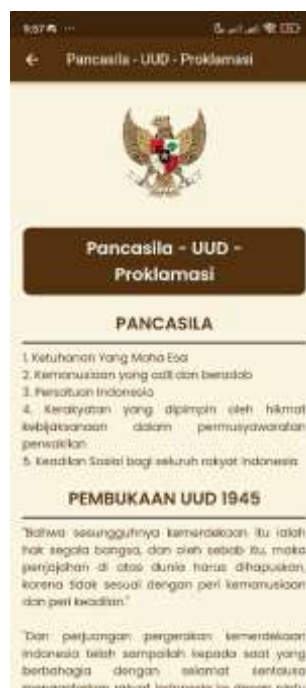 9:57
Pancasila - UUD - Proklamasi
Pancasila - UUD -
Proklamasi
PANCASILA
1. Ketuhanan Yang Maha Esa
2. Kemanusiaan yang adil dan beradab
3. Persatuan Indonesia
4. Kerakyatan yang dipimpin oleh hikmat
kebijaksanaan dalam permusyawaratan
perwakilan
5. Keadilan Sosial bagi seluruh rakyat Indonesia
PEMBUKAAN UUD 1945
"Bahwa sesungguhnya kemerdekaan itu ialah
hak segala bangsa, dan oleh sebab itu, maka
penjajahan di atas dunia harus dihapuskan,
karena tidak sesuai dengan peri kemanusiaan
dan peri keadilan."
"Dan perjuangan pergerakan kemerdekaan
Indonesia telah sampailah kepada saat yang
berbahagia dengan selamat sentausa